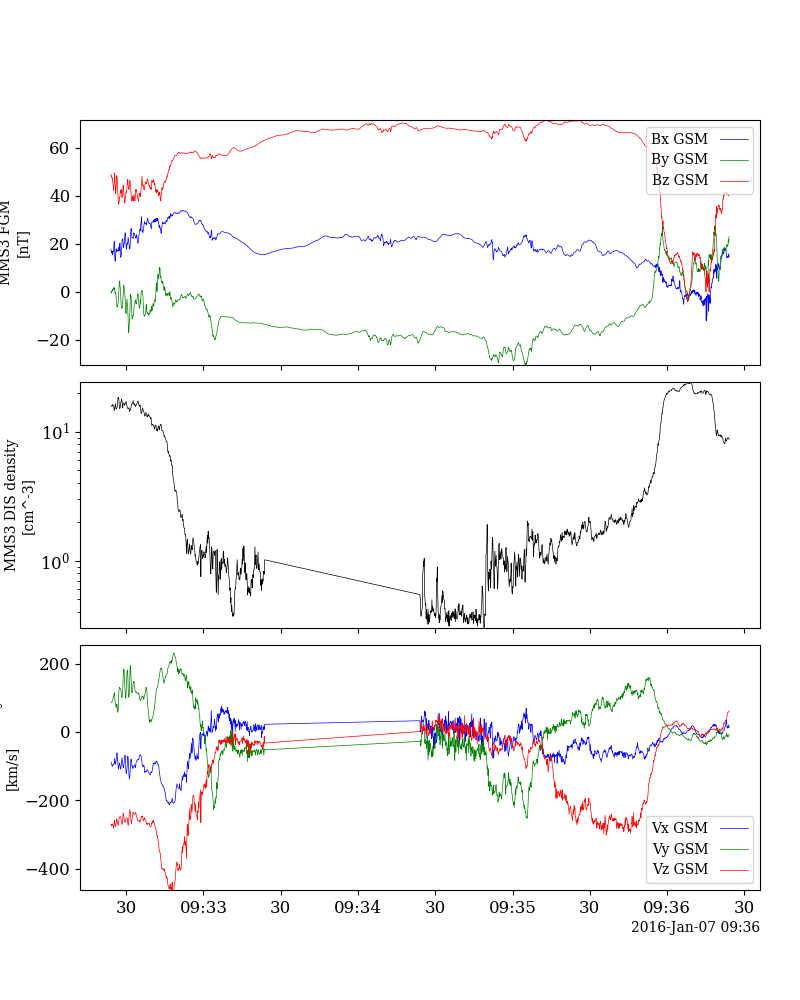 60
40
20
0
−20
MMS3 FGM
[nT]
Bx GSM
By GSM
Bz GSM
10^1
10^0
MMS3 DIS density
[cm^-3]
200
0
−200
−400
[km/s]
Vx GSM
Vy GSM
Vz GSM
30 09:33 30 09:34 30 09:35 30 09:36 30
2016-Jan-07 09:36